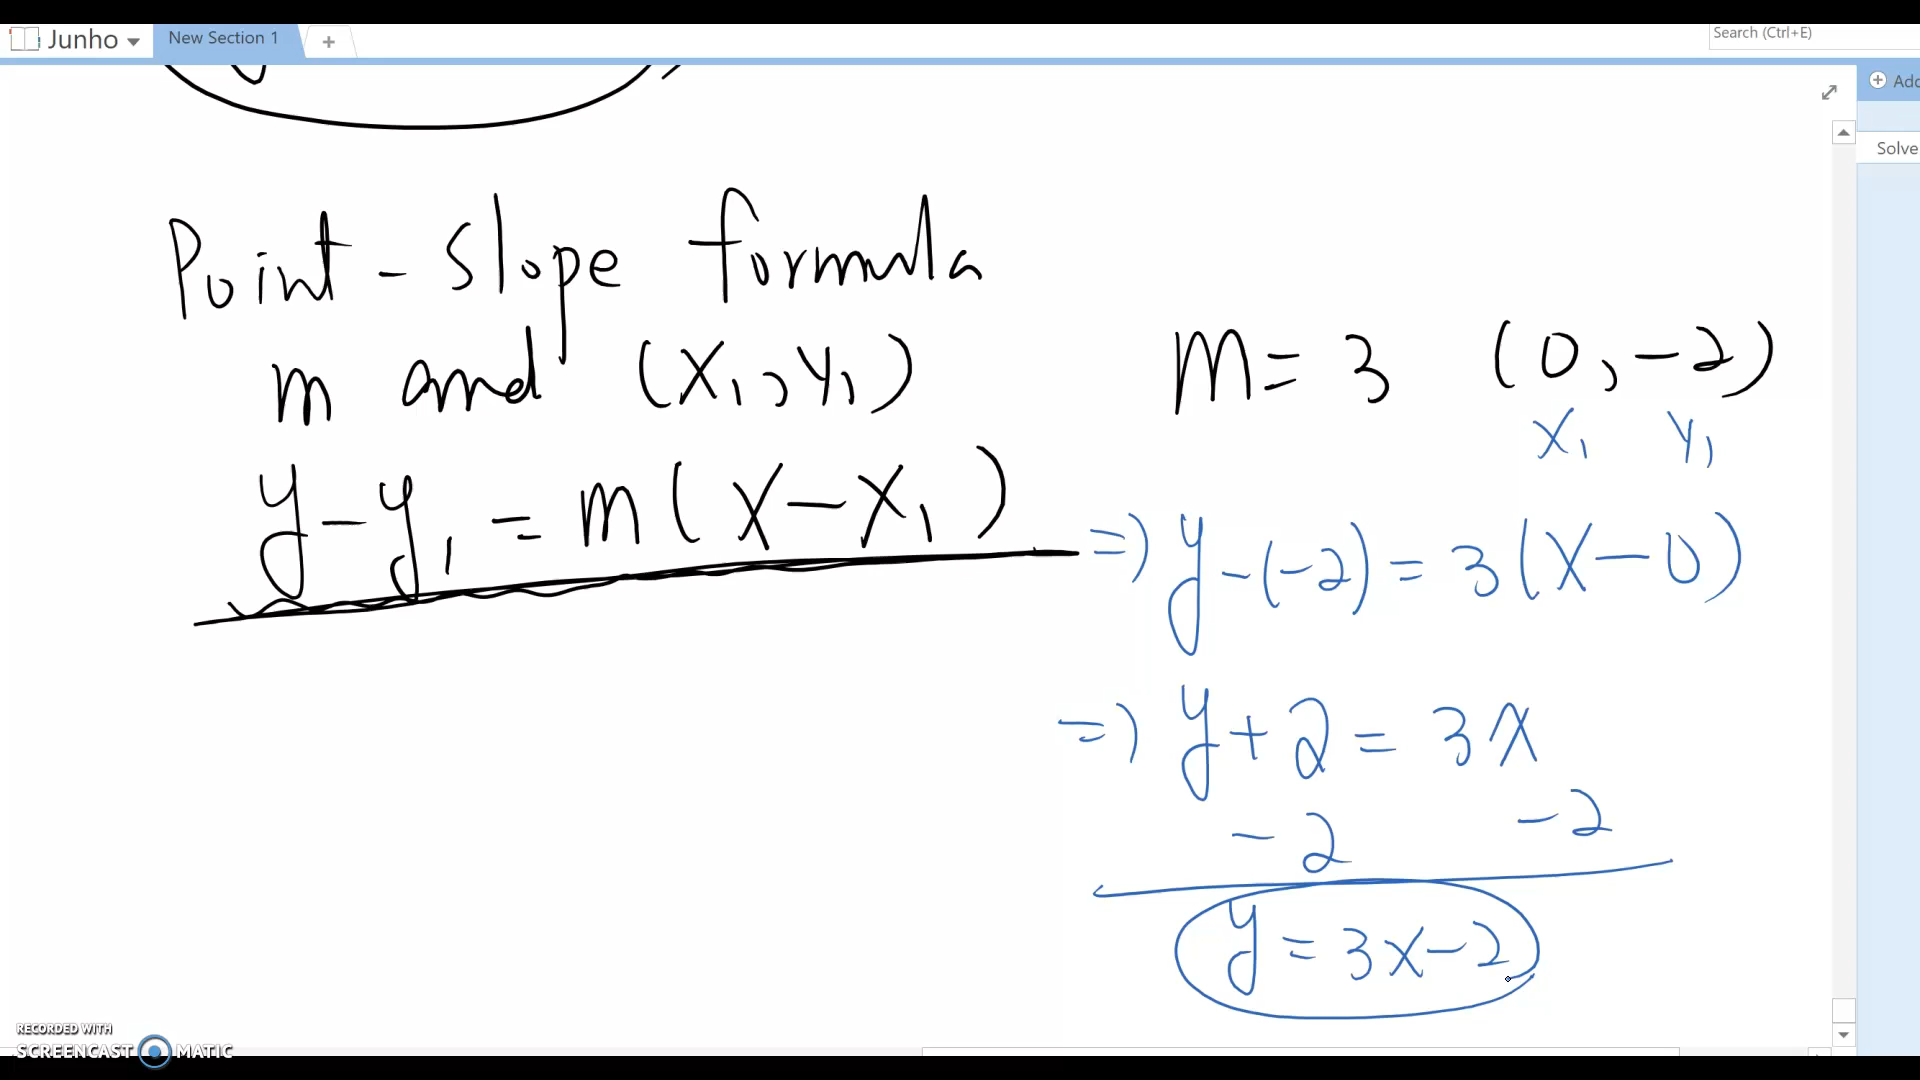 Junho
New Section 1
+
Search (Ctrl+E)
Add
Solve
Point - slope formula
m and (x₁, y₁)
y - y₁ = m(x - x₁)
m = 3 (0, -2)
x₁ y₁
=) y - (-2) = 3(x - 0)
=) y + 2 = 3x
- 2 - 2
y = 3x - 2
RECORDED WITH
SCREENCAST MATIC